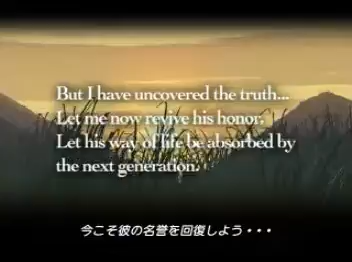 But I have uncovered the truth...
Let me now revive his honor.
Let his way of life be absorbed by
the next generation.
今こそ彼の名誉を回復しよう・・・